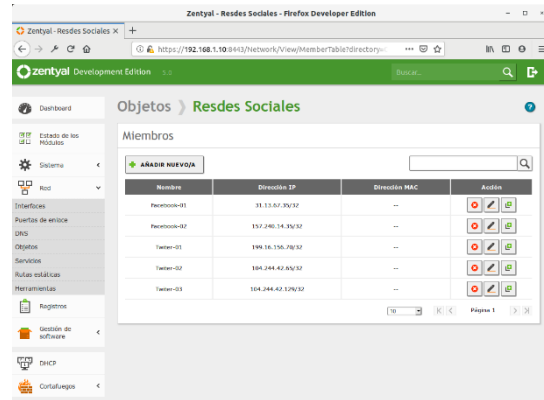 Zentyal - Resdes Sociales - Firefox Developer Edition
Zentyal - Resdes Sociales
https://192.168.1.10:8443/Network/View/MemberTable?directory=
zentyal Development Edition 5.0
Buscar...
Dashboard
Estado de los
Módulos
Sistema
Red
Interfaces
Puertas de enlace
DNS
Objetos
Servicios
Rutas estáticas
Herramientas
Registros
Gestión de
software
DHCP
Cortafuegos
Objetos
Resdes Sociales
Miembros
AÑADIR NUEVO/A
Nombre Dirección IP Dirección MAC Acción
Facebook-01 31.13.67.35/32 --
Facebook-02 157.240.14.35/32 --
Twiter-01 199.16.156.70/32 --
Twiter-02 104.244.42.65/32 --
Twiter-03 104.244.42.129/32 --
10 Página 1